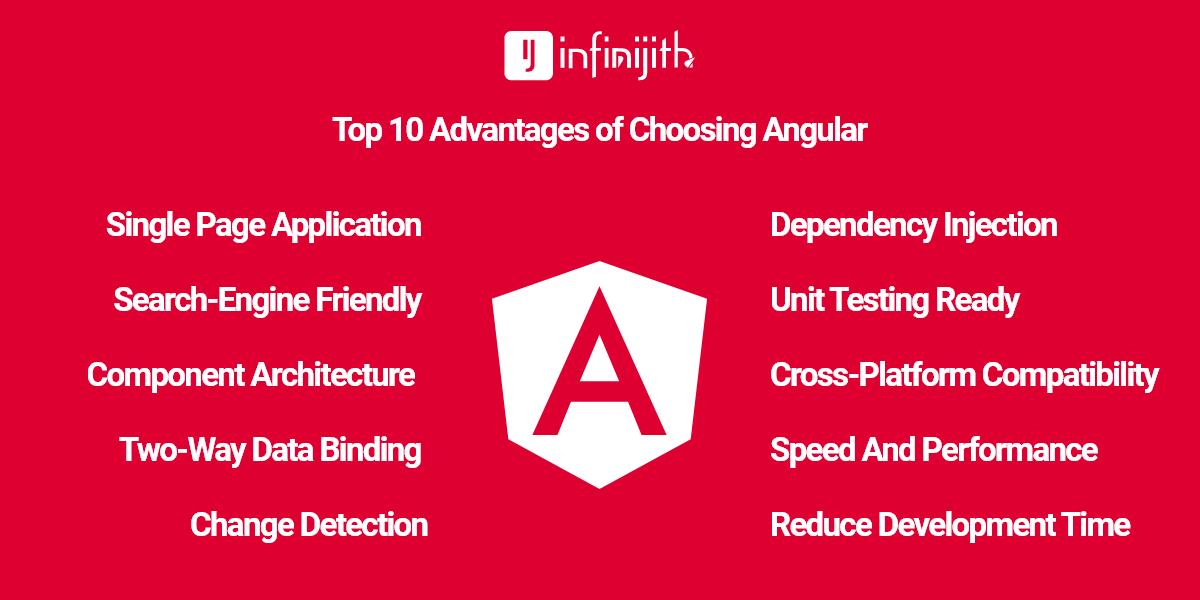 IJ infinijith
Top 10 Advantages of Choosing Angular
Single Page Application
Search-Engine Friendly
Component Architecture
Two-Way Data Binding
Change Detection
A
Dependency Injection
Unit Testing Ready
Cross-Platform Compatibility
Speed And Performance
Reduce Development Time